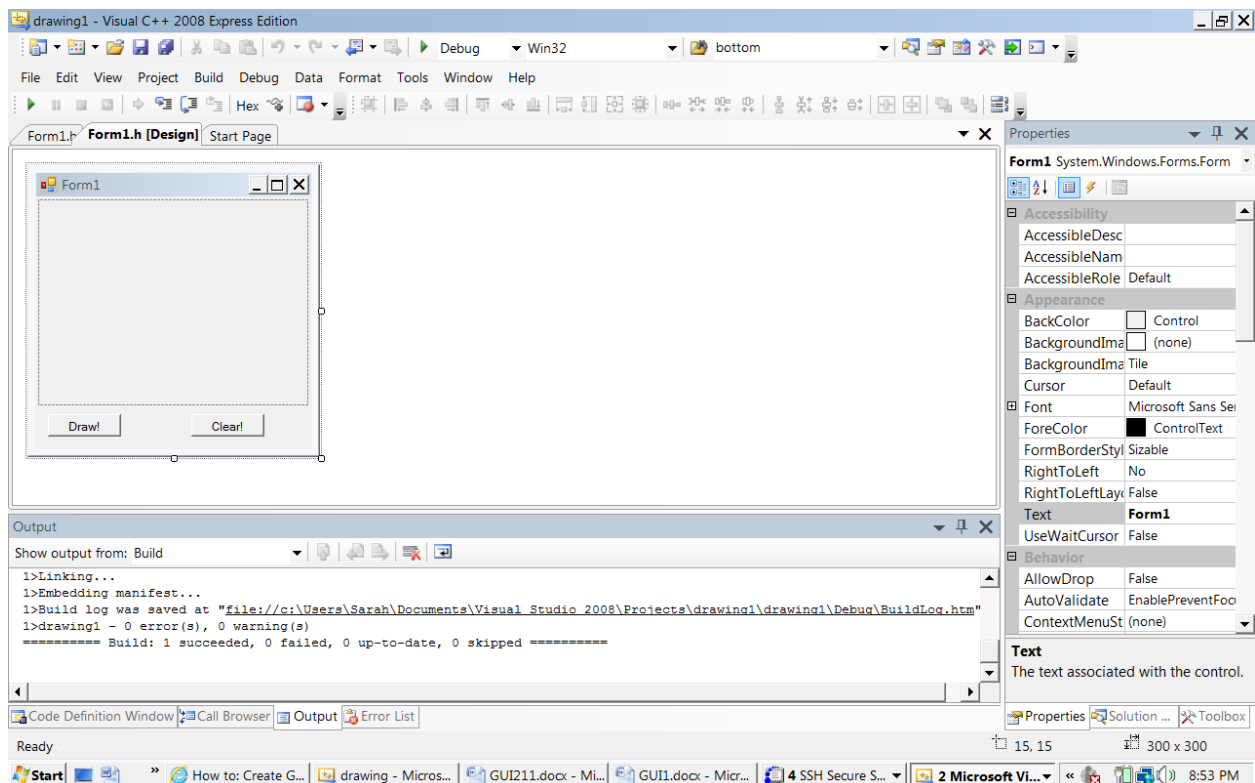 drawing1 - Visual C++ 2008 Express Edition
Debug Win32 bottom
File Edit View Project Build Debug Data Format Tools Window Help
Hex
Form1.h Form1.h [Design] Start Page
Form1
Draw! Clear!
Properties
Form1 System.Windows.Forms.Form
Accessibility
AccessibleDesc
AccessibleNam
AccessibleRole Default
Appearance
BackColor Control
BackgroundIma (none)
BackgroundIma Tile
Cursor Default
Font Microsoft Sans Ser
ForeColor ControlText
FormBorderStyl Sizable
RightToLeft No
RightToLeftLayo False
Text Form1
UseWaitCursor False
Behavior
AllowDrop False
AutoValidate EnablePreventFocu
ContextMenuSt (none)
Text
The text associated with the control.
Properties Solution ... Toolbox
Output
Show output from: Build
1>Linking...
1>Embedding manifest...
1>Build log was saved at "file://c:\Users\Sarah\Documents\Visual Studio 2008\Projects\drawing1\drawing1\Debug\BuildLog.htm"
1>drawing1 - 0 error(s), 0 warning(s)
========== Build: 1 succeeded, 0 failed, 0 up-to-date, 0 skipped ==========
Code Definition Window Call Browser Output Error List
Ready 15, 15 300 x 300
Start » How to: Create G... drawing - Micros... GUI211.docx - Mi... GUI1.docx - Micr... 4 SSH Secure S... 2 Microsoft Vi... « 8:53 PM